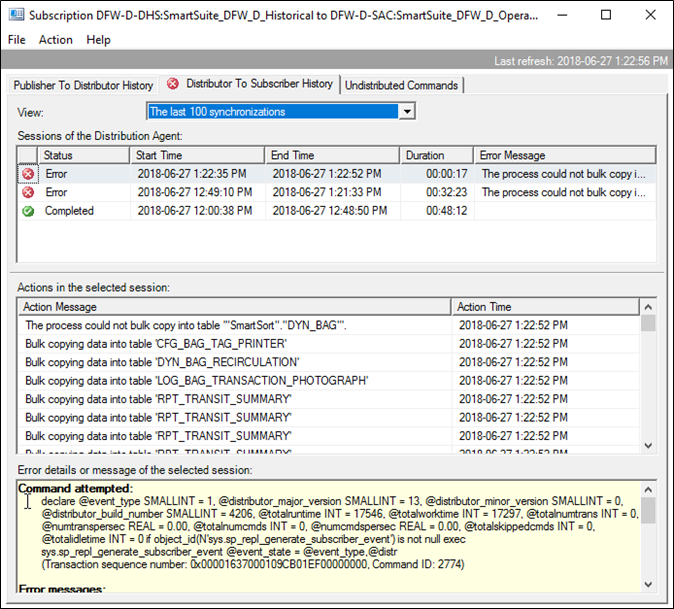 Subscription DFW-D-DHS:SmartSuite_DFW_D_Historical to DFW-D-SAC:SmartSuite_DFW_D_Opera...
File Action Help
Last refresh: 2018-06-27 1:22:56 PM
Publisher To Distributor History Distributor To Subscriber History Undistributed Commands
View: The last 100 synchronizations
Sessions of the Distribution Agent:
Status Start Time End Time Duration Error Message
Error 2018-06-27 1:22:35 PM 2018-06-27 1:22:52 PM 00:00:17 The process could not bulk copy i...
Error 2018-06-27 12:49:10 PM 2018-06-27 1:21:33 PM 00:32:23 The process could not bulk copy i...
Completed 2018-06-27 12:00:38 PM 2018-06-27 12:48:50 PM 00:48:12
Actions in the selected session:
Action Message Action Time
The process could not bulk copy into table '"SmartSort"."DYN_BAG"'. 2018-06-27 1:22:52 PM
Bulk copying data into table 'CFG_BAG_TAG_PRINTER' 2018-06-27 1:22:52 PM
Bulk copying data into table 'DYN_BAG_RECIRCULATION' 2018-06-27 1:22:52 PM
Bulk copying data into table 'LOG_BAG_TRANSACTION_PHOTOGRAPH' 2018-06-27 1:22:52 PM
Bulk copying data into table 'RPT_TRANSIT_SUMMARY' 2018-06-27 1:22:52 PM
Bulk copying data into table 'RPT_TRANSIT_SUMMARY' 2018-06-27 1:22:52 PM
Bulk copying data into table 'RPT_TRANSIT_SUMMARY' 2018-06-27 1:22:52 PM
Bulk copying data into table 'RPT_TRANSIT_SUMMARY' 2018-06-27 1:22:52 PM
Error details or message of the selected session:
Command attempted:
declare @event_type SMALLINT = 1, @distributor_major_version SMALLINT = 13, @distributor_minor_version SMALLINT = 0,
@distributor_build_number SMALLINT = 4206, @totalruntime INT = 17546, @totalworktime INT = 17297, @totalnumtrans INT = 0,
@numtranspersec REAL = 0.00, @totalnumcmds INT = 0, @numcmdspersec REAL = 0.00, @totalskippedcmds INT = 0,
@totalidletime INT = 0 if object_id(N'sys.sp_repl_generate_subscriber_event') is not null exec
sys.sp_repl_generate_subscriber_event @event_state = @event_type,@distr
(Transaction sequence number: 0x00001637000109CB01EF00000000, Command ID: 2774)
Error messages: